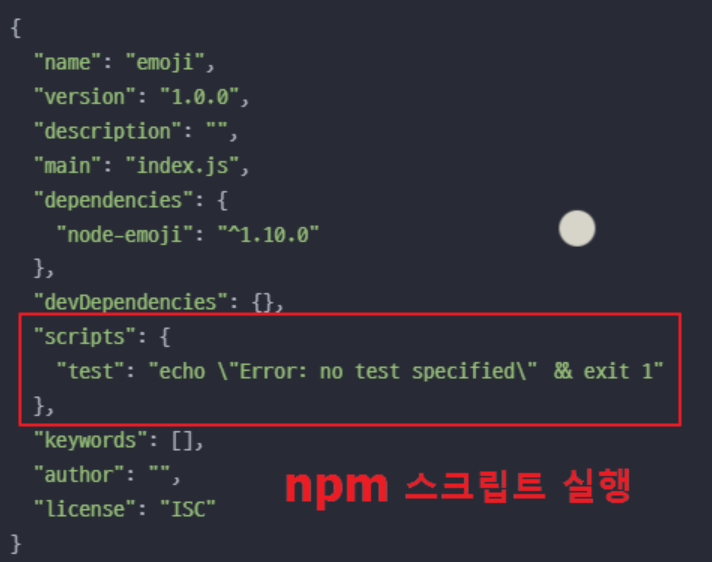 {
"name": "emoji",
"version": "1.0.0",
"description": "",
"main": "index.js",
"dependencies": {
"node-emoji": "^1.10.0"
},
"devDependencies": {},
"scripts": {
"test": "echo \"Error: no test specified\" && exit 1"
},
"keywords": [],
"author": "",
"license": "ISC"
}
npm 스크립트 실행